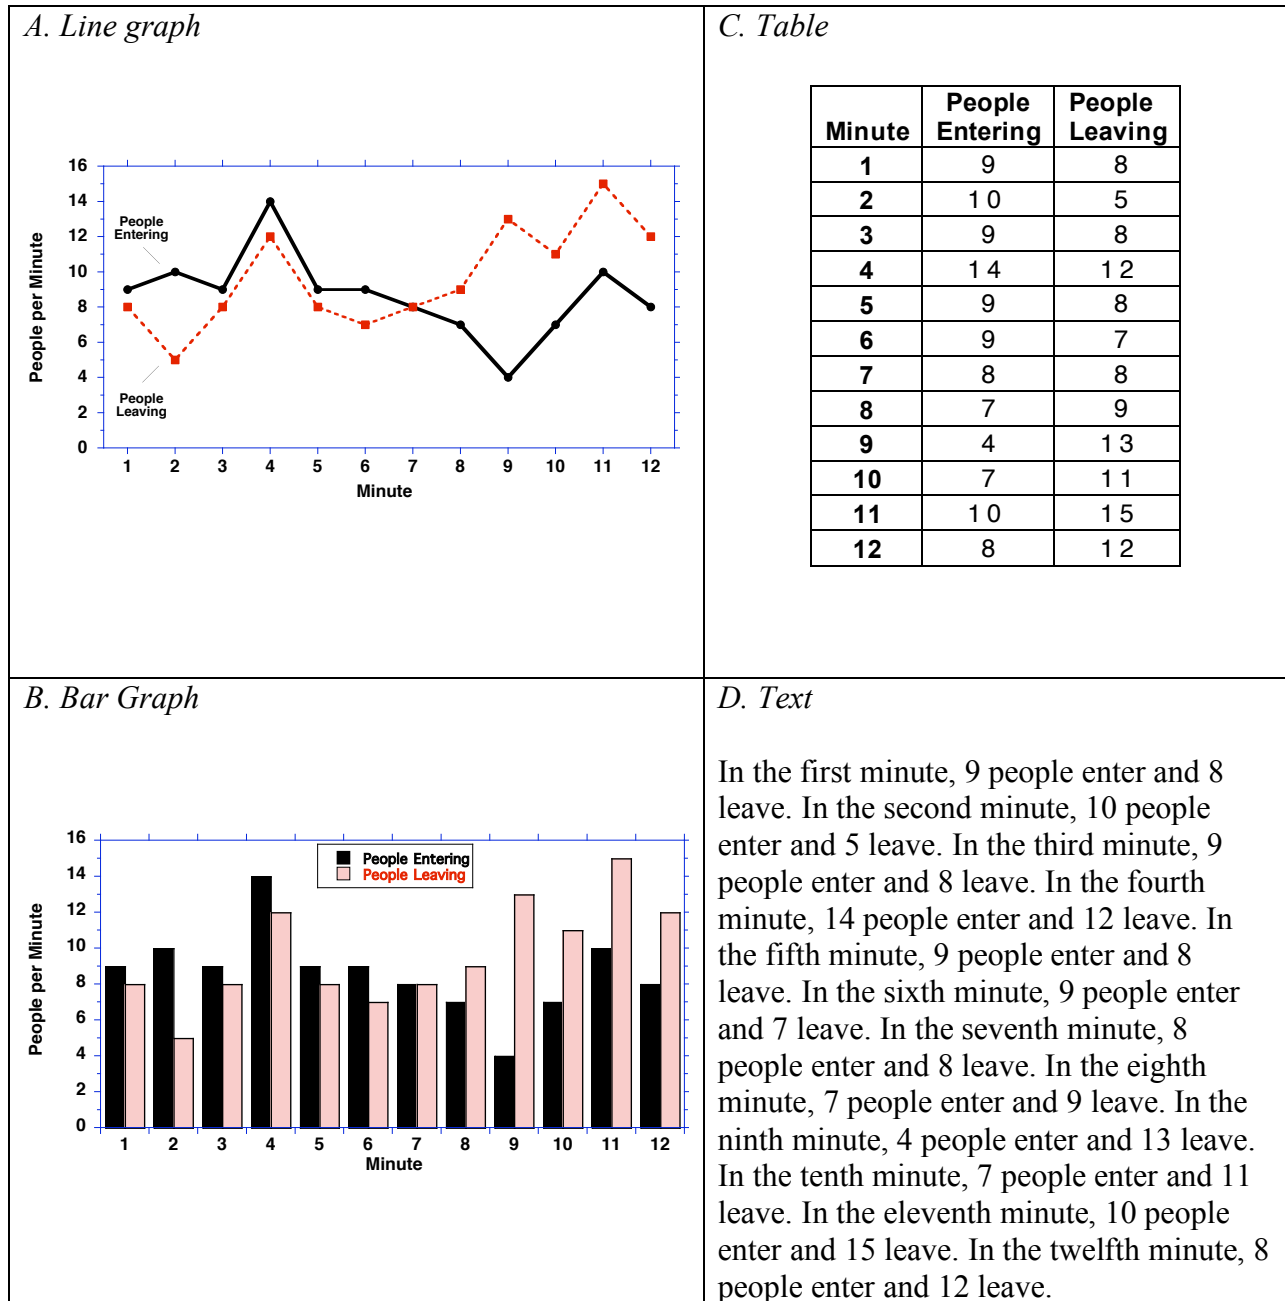 A. Line graph
16
14
12
10
8
6
4
2
0
People per Minute
People
Entering
People
Leaving
1 2 3 4 5 6 7 8 9 10 11 12
Minute
C. Table
Minute People Entering People Leaving
1 9 8
2 10 5
3 9 8
4 14 12
5 9 8
6 9 7
7 8 8
8 7 9
9 4 13
10 7 11
11 10 15
12 8 12
B. Bar Graph
16
14
12
10
8
6
4
2
0
People per Minute
People Entering
People Leaving
1 2 3 4 5 6 7 8 9 10 11 12
Minute
D. Text
In the first minute, 9 people enter and 8
leave. In the second minute, 10 people
enter and 5 leave. In the third minute, 9
people enter and 8 leave. In the fourth
minute, 14 people enter and 12 leave. In
the fifth minute, 9 people enter and 8
leave. In the sixth minute, 9 people enter
and 7 leave. In the seventh minute, 8
people enter and 8 leave. In the eighth
minute, 7 people enter and 9 leave. In the
ninth minute, 4 people enter and 13 leave.
In the tenth minute, 7 people enter and 11
leave. In the eleventh minute, 10 people
enter and 15 leave. In the twelfth minute, 8
people enter and 12 leave.